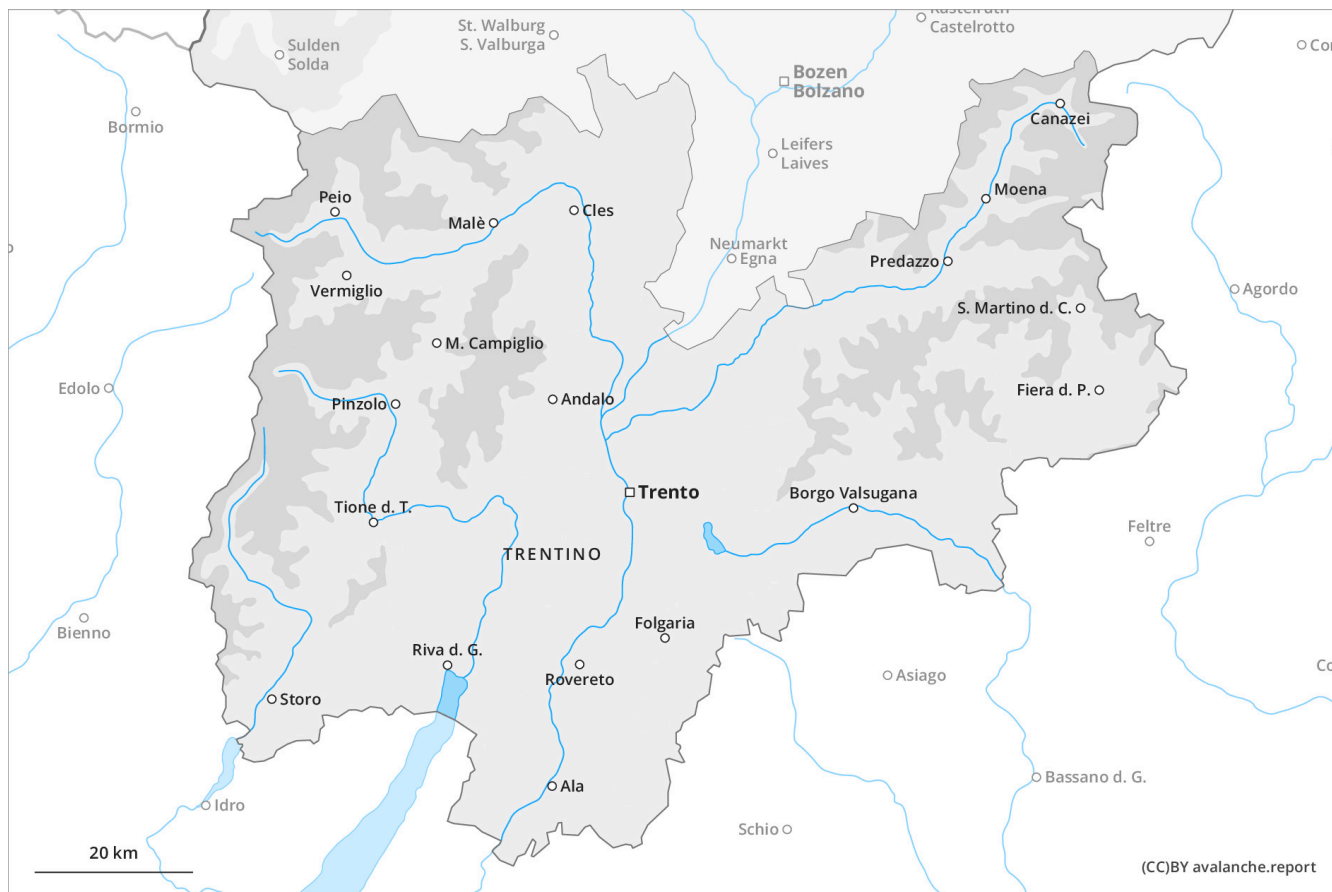 St. Walburg
S. Valburga
Kastelruth
Castelrotto
Sulden
Solda
Bozen
Bolzano
Bormio
Canazei
Leifers
Laives
Peio
Moena
Malè
Cles
Neumarkt
Egna
Predazzo
Vermiglio
Agordo
S. Martino d. C.
M. Campiglio
Edolo
Fiera d. P.
Pinzolo
Andalo
Trento
Borgo Valsugana
Tione d. T.
Feltre
TRENTINO
Bienno
Folgaria
Riva d. G.
Rovereto
Asiago
Storo
Bassano d. G.
Ala
Idro
Schio
20 km
(CC)BY avalanche.report